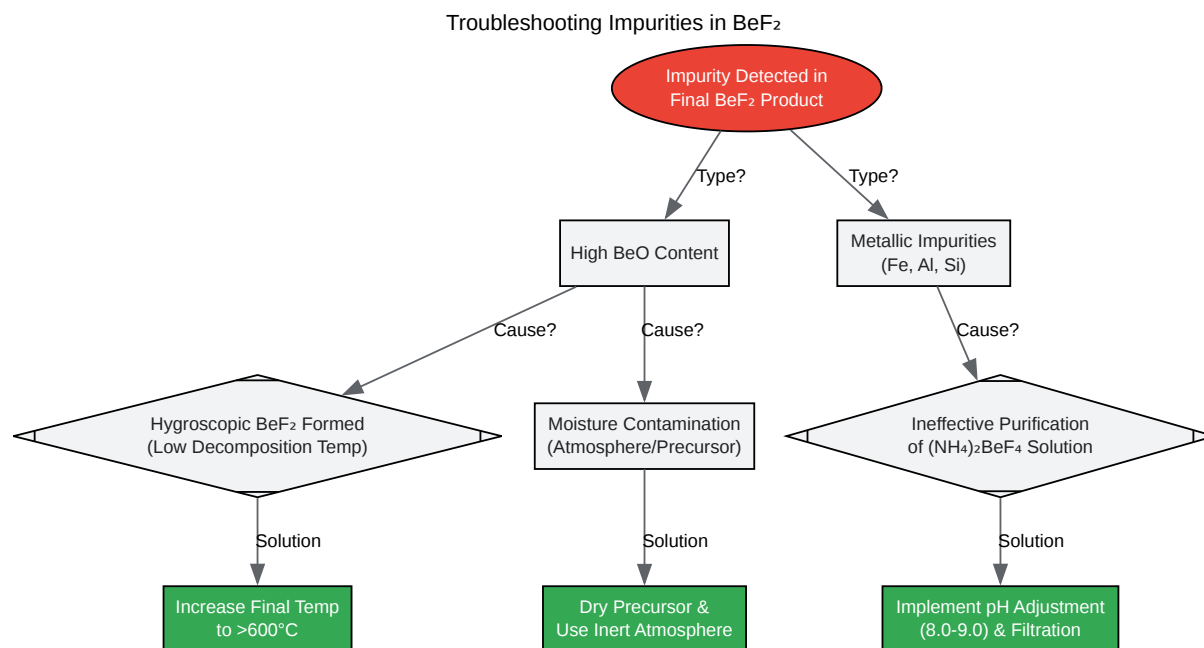 Troubleshooting Impurities in BeF₂
Impurity Detected in
Final BeF₂ Product
Type?
Type?
High BeO Content
Metallic Impurities
(Fe, Al, Si)
Cause?
Cause?
Cause?
Hygroscopic BeF₂ Formed
(Low Decomposition Temp)
Moisture Contamination
(Atmosphere/Precursor)
Ineffective Purification
of (NH₄)₂BeF₄ Solution
Solution
Solution
Solution
Increase Final Temp
to >600°C
Dry Precursor &
Use Inert Atmosphere
Implement pH Adjustment
(8.0-9.0) & Filtration